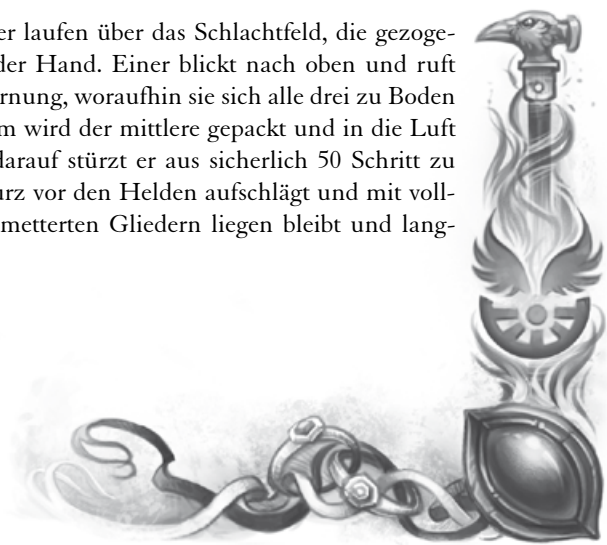 er laufen über das Schlachtfeld, die gezoge-
der Hand. Einer blickt nach oben und ruft
rnung, woraufhin sie sich alle drei zu Boden
m wird der mittlere gepackt und in die Luft
darauf stürzt er aus sicherlich 50 Schritt zu
urz vor den Helden aufschlägt und mit voll-
metterten Gliedern liegen bleibt und lang-